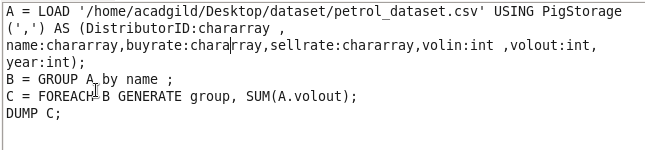 A = LOAD '/home/acadgild/Desktop/dataset/petrol_dataset.csv' USING PigStorage
(',') AS (DistributorID:chararray ,
name:chararray,buyrate:chararray,sellrate:chararray,volin:int ,volout:int,
year:int);
B = GROUP A by name ;
C = FOREACH B GENERATE group, SUM(A.volout);
DUMP C;